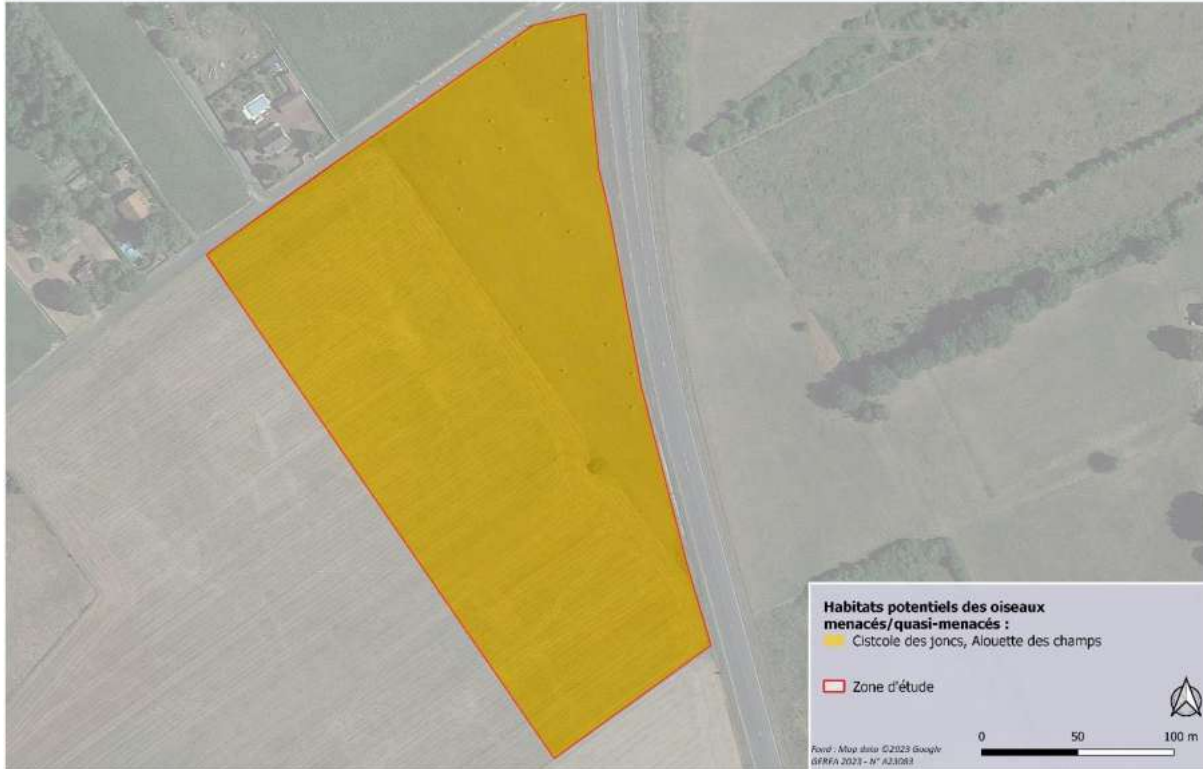 Habitats potentiels des oiseaux
menacés/quasi-menacés :
Cistcole des joncs, Alouette des champs
Zone d'étude
0 50 100 m
Fond : Map data ©2023 Google
GEREA 2023 - N° A23083